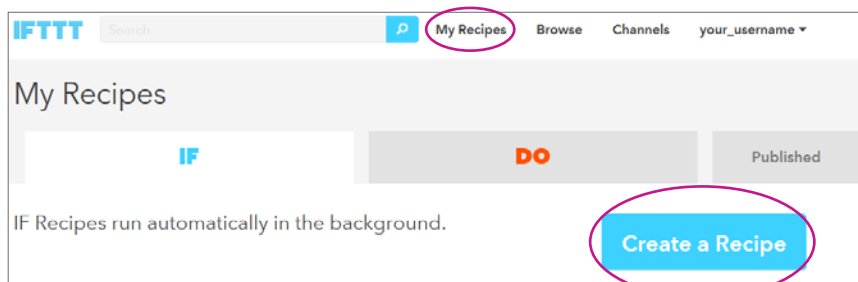 IFTTT Search My Recipes Browse Channels your_username
My Recipes
IF DO Published
IF Recipes run automatically in the background.
Create a Recipe